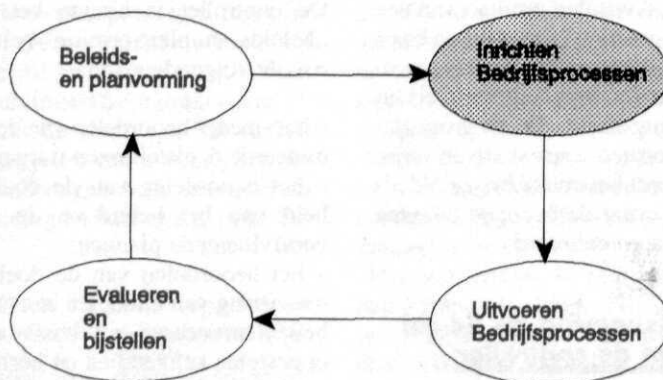 Beleids-
en planvorming
Inrichten
Bedrijfsprocessen
Evalueren
en
bijstellen
Uitvoeren
Bedrijfsprocessen